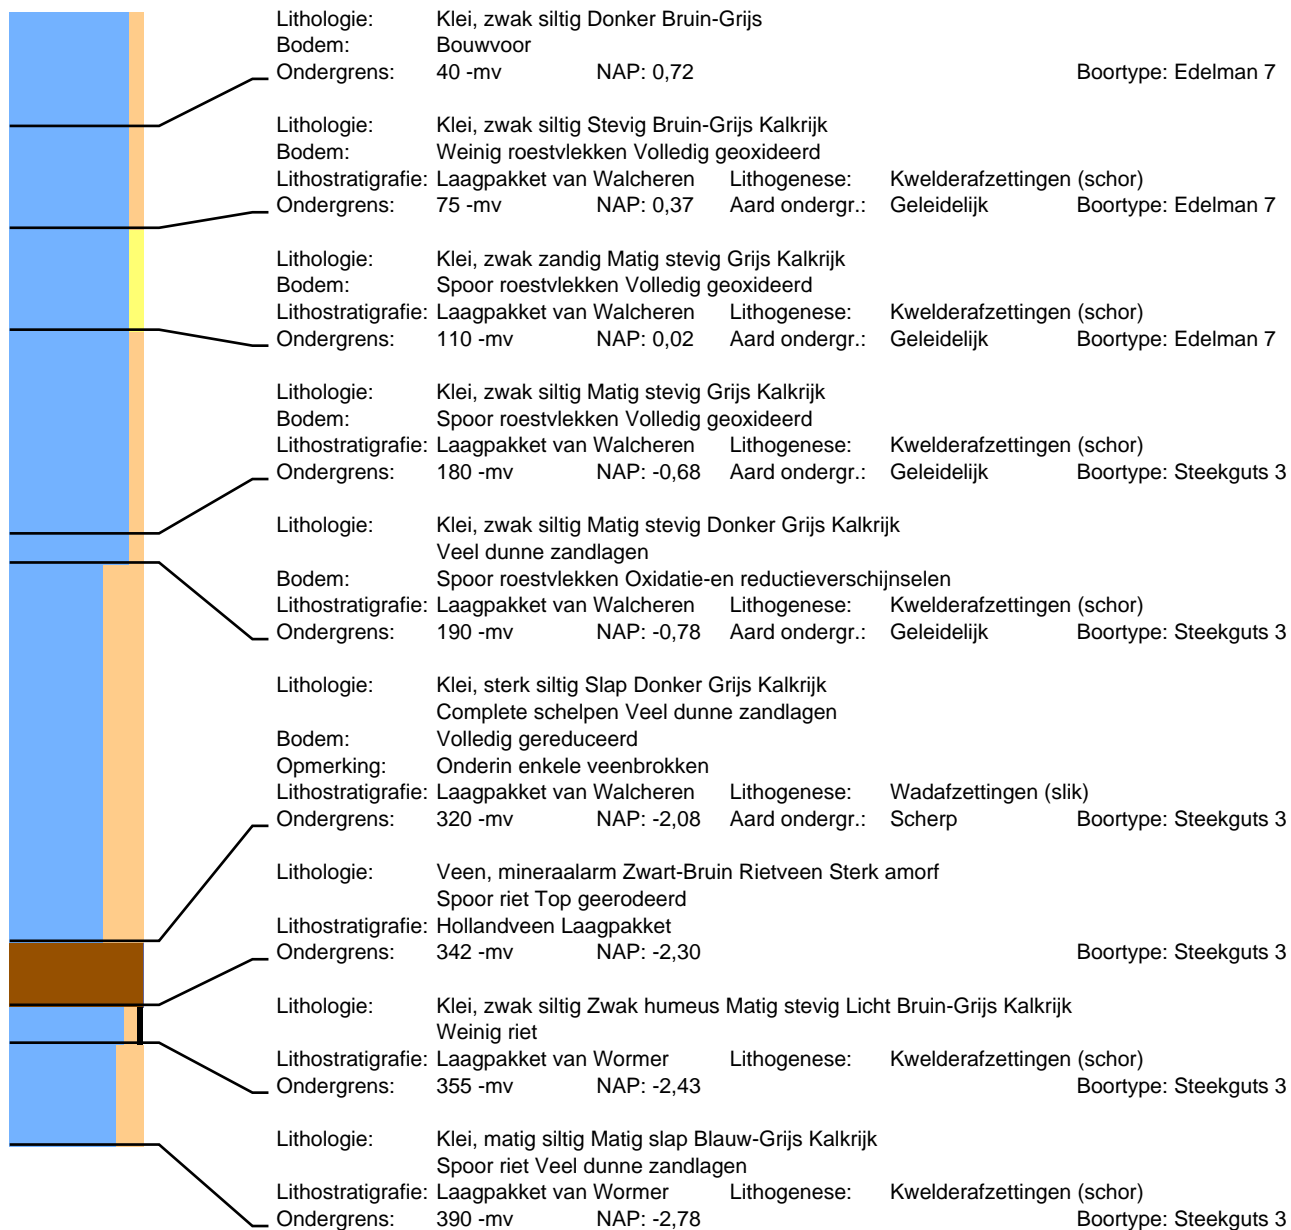 Lithologie: Klei, zwak siltig Donker Bruin-Grijs
Bodem: Bouwvoor
Ondergrens: 40 -mv NAP: 0,72 Boortype: Edelman 7
Lithologie: Klei, zwak siltig Stevig Bruin-Grijs Kalkrijk
Bodem: Weinig roestvlekken Volledig geoxideerd
Lithostratigrafie: Laagpakket van Walcheren Lithogenese: Kwelderafzettingen (schor)
Ondergrens: 75 -mv NAP: 0,37 Aard ondergr.: Geleidelijk Boortype: Edelman 7
Lithologie: Klei, zwak zandig Matig stevig Grijs Kalkrijk
Bodem: Spoor roestvlekken Volledig geoxideerd
Lithostratigrafie: Laagpakket van Walcheren Lithogenese: Kwelderafzettingen (schor)
Ondergrens: 110 -mv NAP: 0,02 Aard ondergr.: Geleidelijk Boortype: Edelman 7
Lithologie: Klei, zwak siltig Matig stevig Grijs Kalkrijk
Bodem: Spoor roestvlekken Volledig geoxideerd
Lithostratigrafie: Laagpakket van Walcheren Lithogenese: Kwelderafzettingen (schor)
Ondergrens: 180 -mv NAP: -0,68 Aard ondergr.: Geleidelijk Boortype: Steekguts 3
Lithologie: Klei, zwak siltig Matig stevig Donker Grijs Kalkrijk
Veel dunne zandlagen
Bodem: Spoor roestvlekken Oxidatie-en reductieverschijnselen
Lithostratigrafie: Laagpakket van Walcheren Lithogenese: Kwelderafzettingen (schor)
Ondergrens: 190 -mv NAP: -0,78 Aard ondergr.: Geleidelijk Boortype: Steekguts 3
Lithologie: Klei, sterk siltig Slap Donker Grijs Kalkrijk
Complete schelpen Veel dunne zandlagen
Bodem: Volledig gereduceerd
Opmerking: Onderin enkele veenbrokken
Lithostratigrafie: Laagpakket van Walcheren Lithogenese: Wadafzettingen (slik)
Ondergrens: 320 -mv NAP: -2,08 Aard ondergr.: Scherp Boortype: Steekguts 3
Lithologie: Veen, mineraalarm Zwart-Bruin Rietveen Sterk amorf
Spoor riet Top geerodeerd
Lithostratigrafie: Hollandveen Laagpakket
Ondergrens: 342 -mv NAP: -2,30 Boortype: Steekguts 3
Lithologie: Klei, zwak siltig Zwak humeus Matig stevig Licht Bruin-Grijs Kalkrijk
Weinig riet
Lithostratigrafie: Laagpakket van Wormer Lithogenese: Kwelderafzettingen (schor)
Ondergrens: 355 -mv NAP: -2,43 Boortype: Steekguts 3
Lithologie: Klei, matig siltig Matig slap Blauw-Grijs Kalkrijk
Spoor riet Veel dunne zandlagen
Lithostratigrafie: Laagpakket van Wormer Lithogenese: Kwelderafzettingen (schor)
Ondergrens: 390 -mv NAP: -2,78 Boortype: Steekguts 3